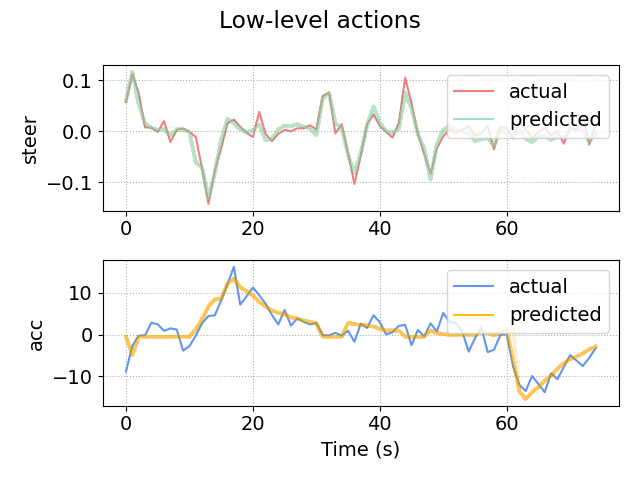 Low-level actions
steer
0.1
0.0
−0.1
actual
predicted
0
20
40
60
acc
10
0
−10
actual
predicted
0
20
40
60
Time (s)